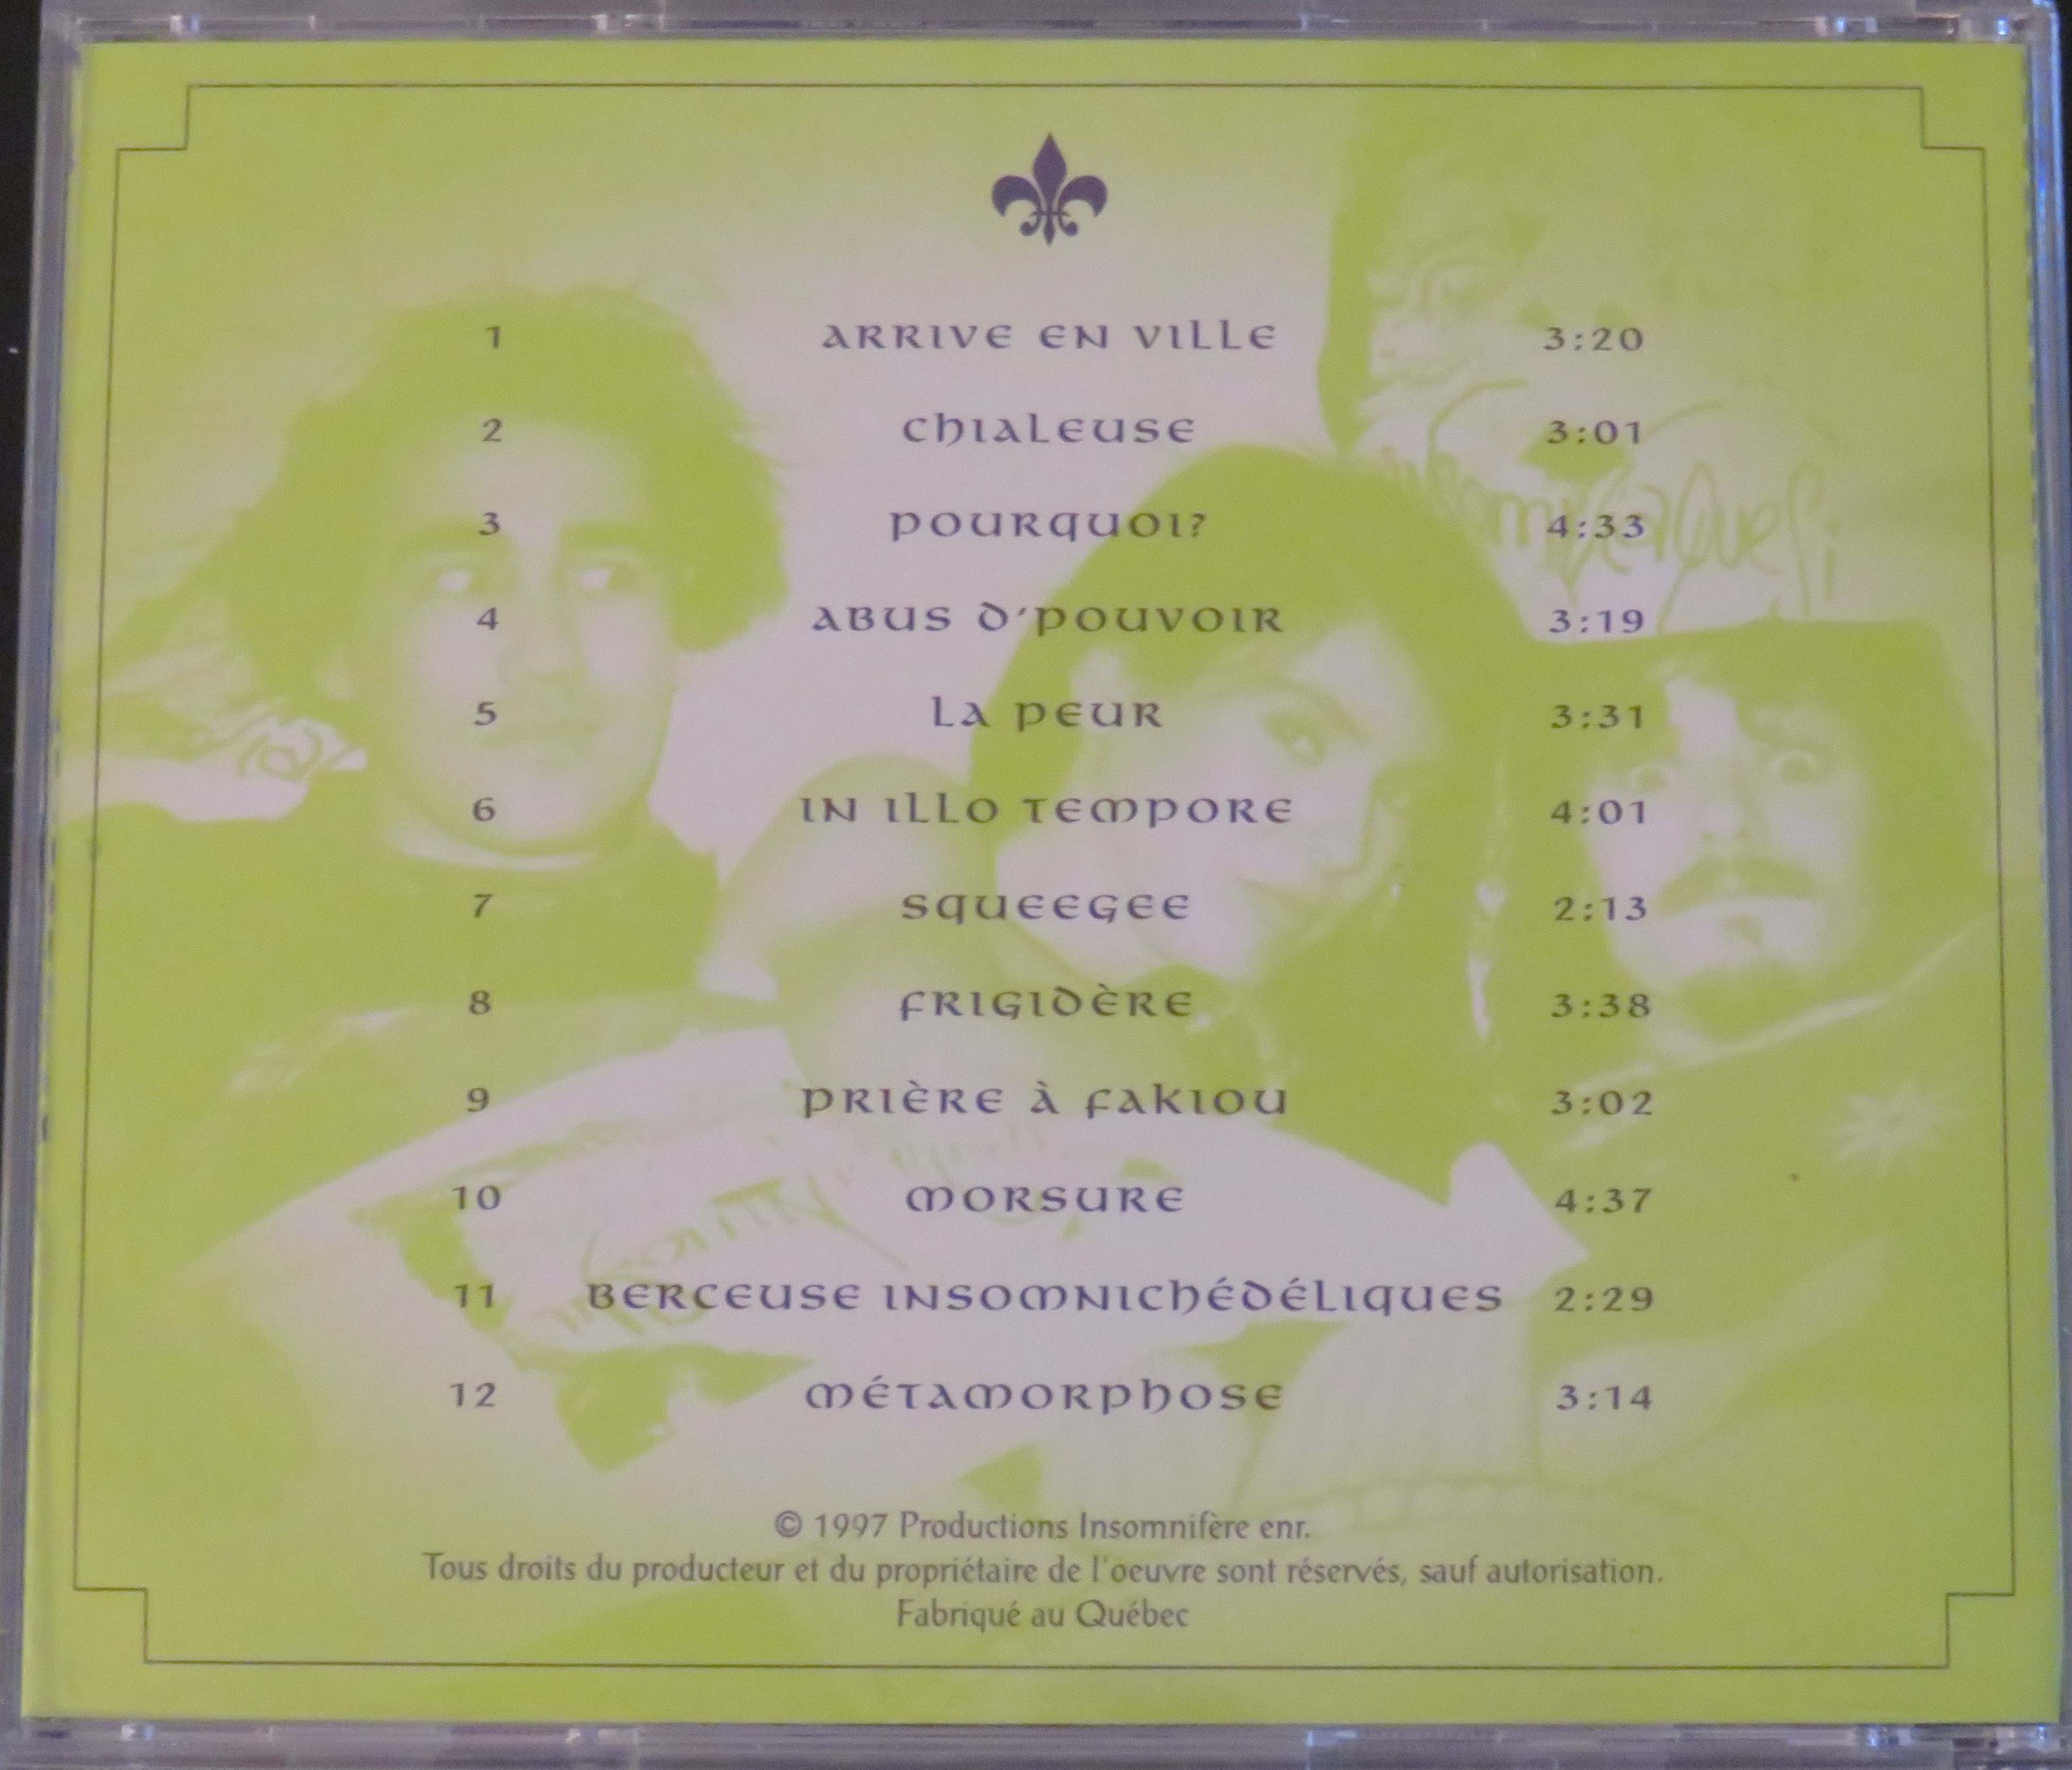 1 ARRIVE EN VILLE 3:20
2 CHIALEUSE 3:01
3 POURQUOI? 4:33
4 ABUS D'POUVOIR 3:19
5 LA PEUR 3:31
6 IN ILLO TEMPORE 4:01
7 SQUEEGEE 2:13
8 FRIGIDÈRE 3:38
9 PRIÈRE À FAKIOU 3:02
10 MORSURE 4:37
11 BERCEUSE INSOMNICHÉDÉLIQUES 2:29
12 MÉTAMORPHOSE 3:14
© 1997 Productions Insomnifère enr.
Tous droits du producteur et du propriétaire de l'oeuvre sont réservés, sauf autorisation.
Fabriqué au Québec